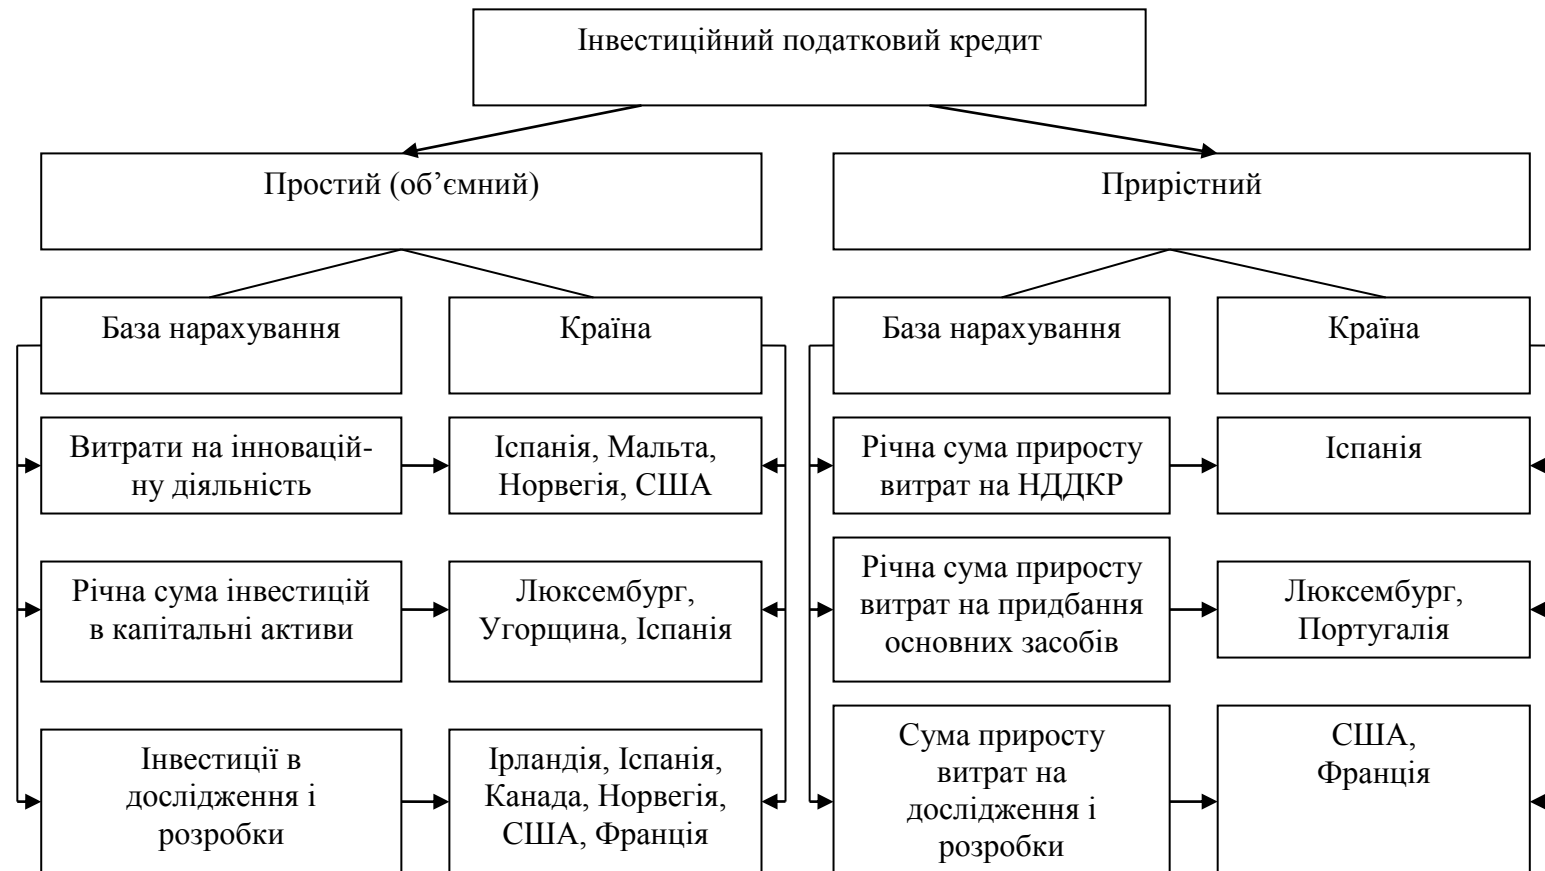 Інвестиційний податковий кредит
Простий (об’ємний)
Прирістний
База нарахування
Країна
База нарахування
Країна
Витрати на інновацій-
ну діяльність
Іспанія, Мальта,
Норвегія, США
Річна сума приросту
витрат на НДДКР
Іспанія
Річна сума інвестицій
в капітальні активи
Люксембург,
Угорщина, Іспанія
Річна сума приросту
витрат на придбання
основних засобів
Люксембург,
Португалія
Інвестиції в
дослідження і
розробки
Ірландія, Іспанія,
Канада, Норвегія,
США, Франція
Сума приросту
витрат на
дослідження і
розробки
США,
Франція